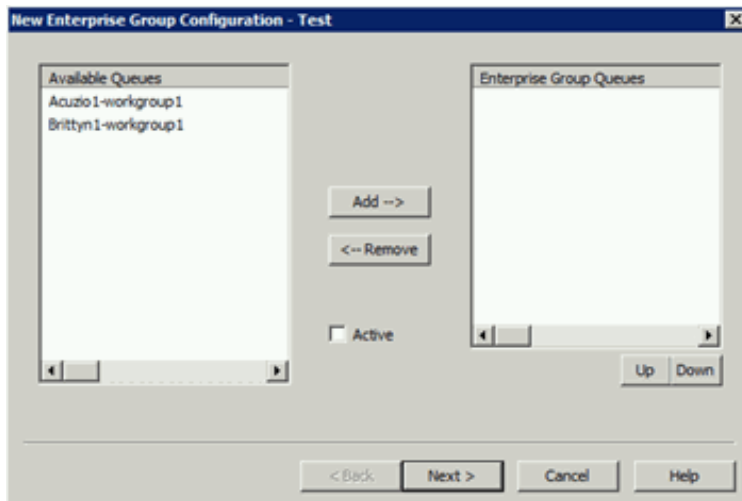 New Enterprise Group Configuration - Test
Available Queues
Acuzio1-workgroup1
Brittyn1-workgroup1
Enterprise Group Queues
Add -->
<-- Remove
Active
Up Down
< Back Next > Cancel Help